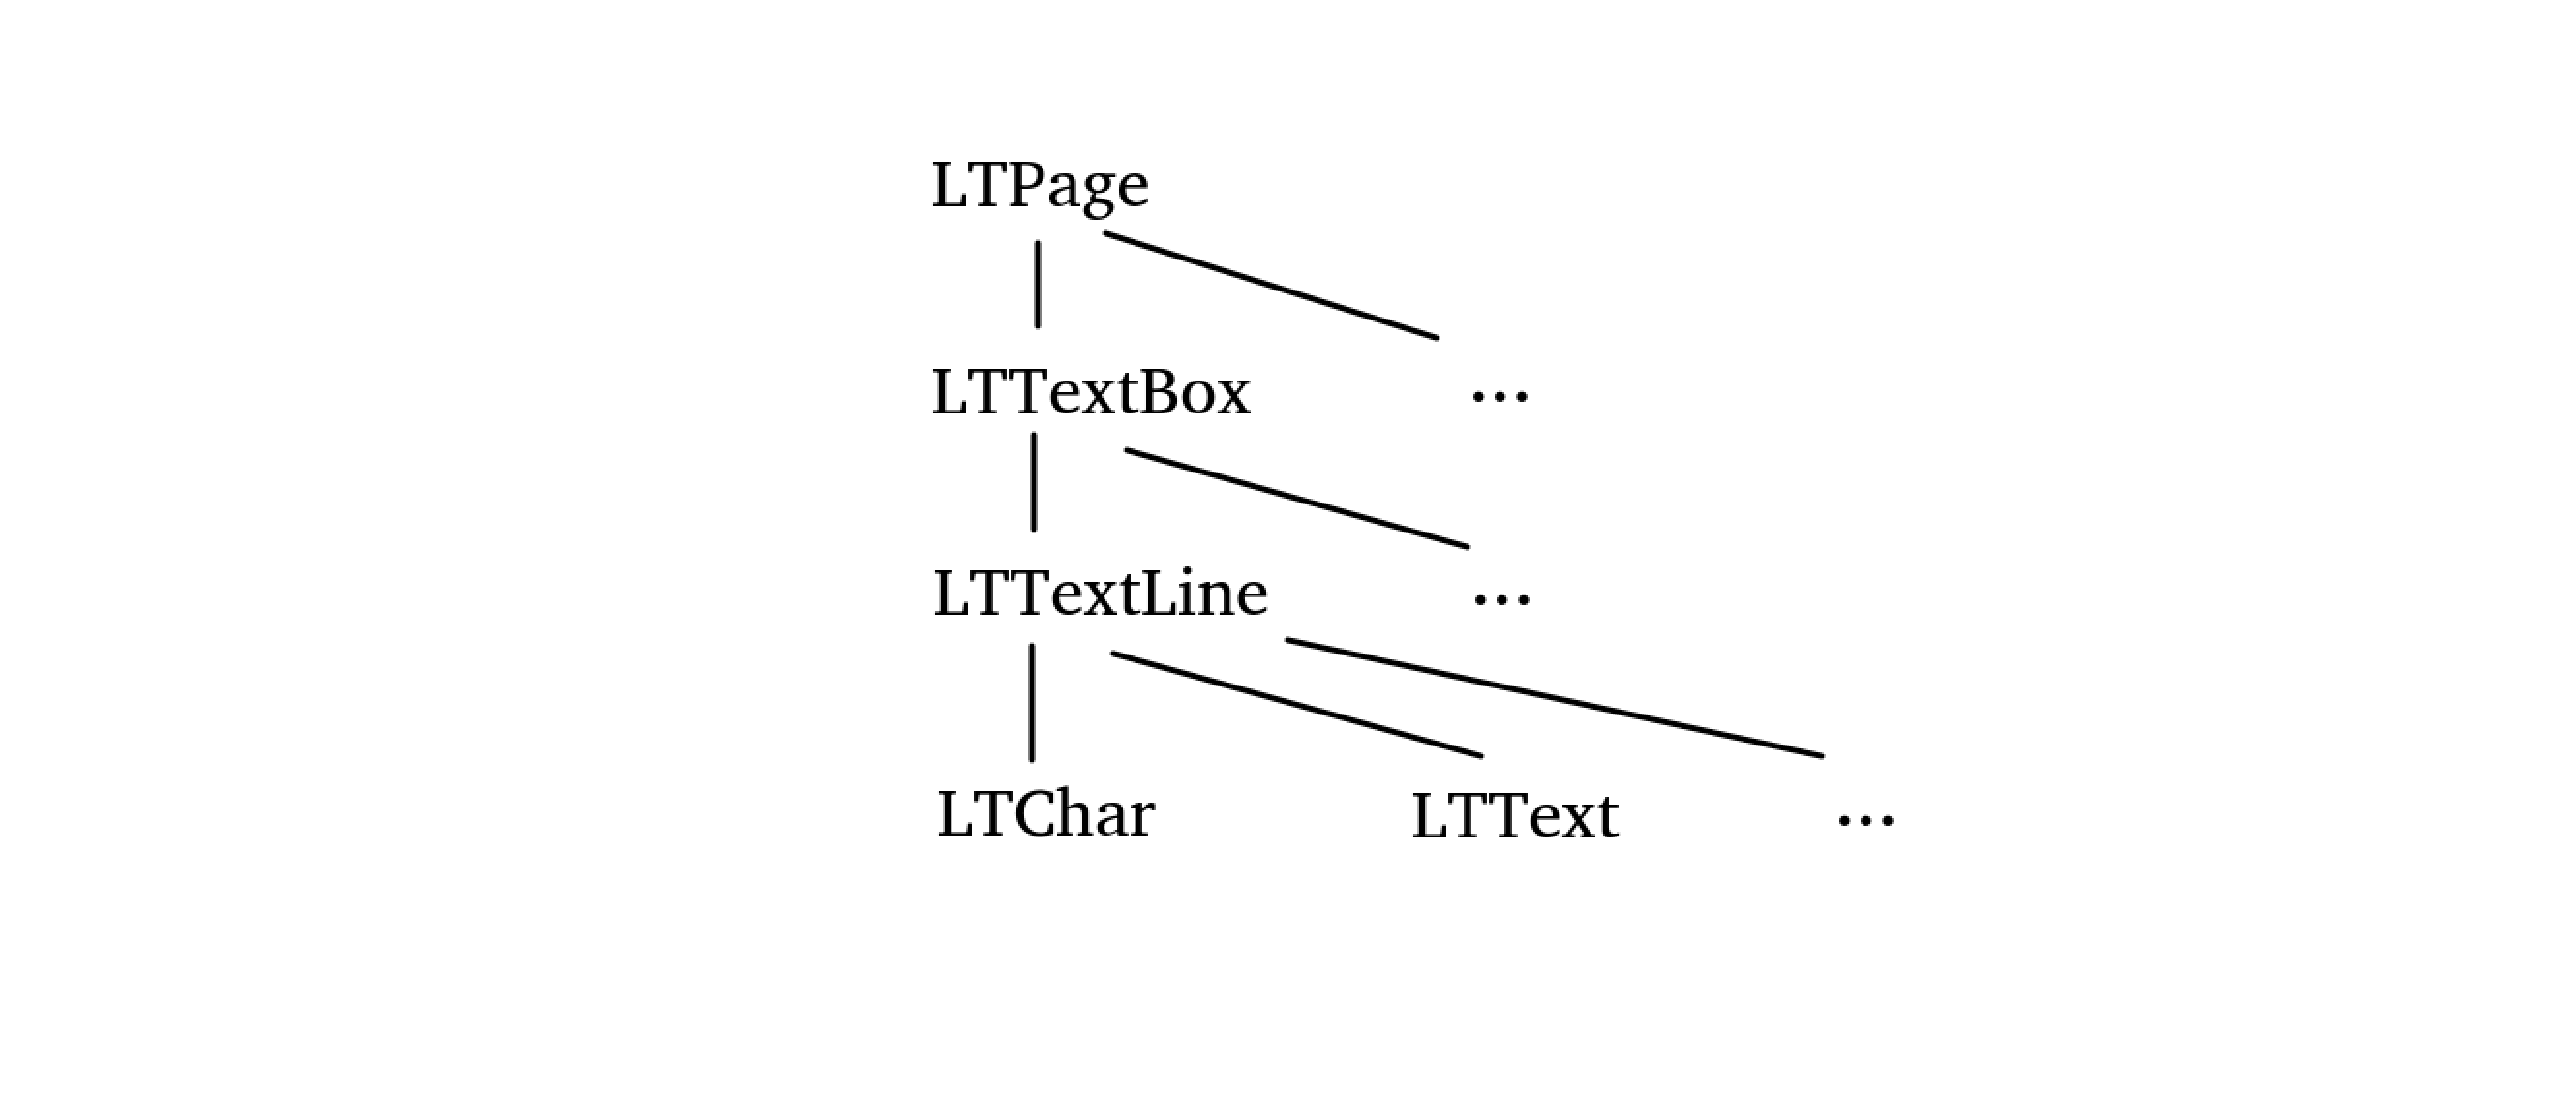 LTPage
LTTextBox ...
LTTextLine ...
LTChar LTText ...